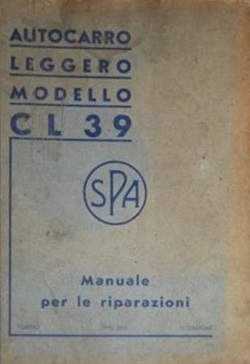 AUTOCARRO
LEGGERO
MODELLO
CL 39
SPA
Manuale
per le riparazioni